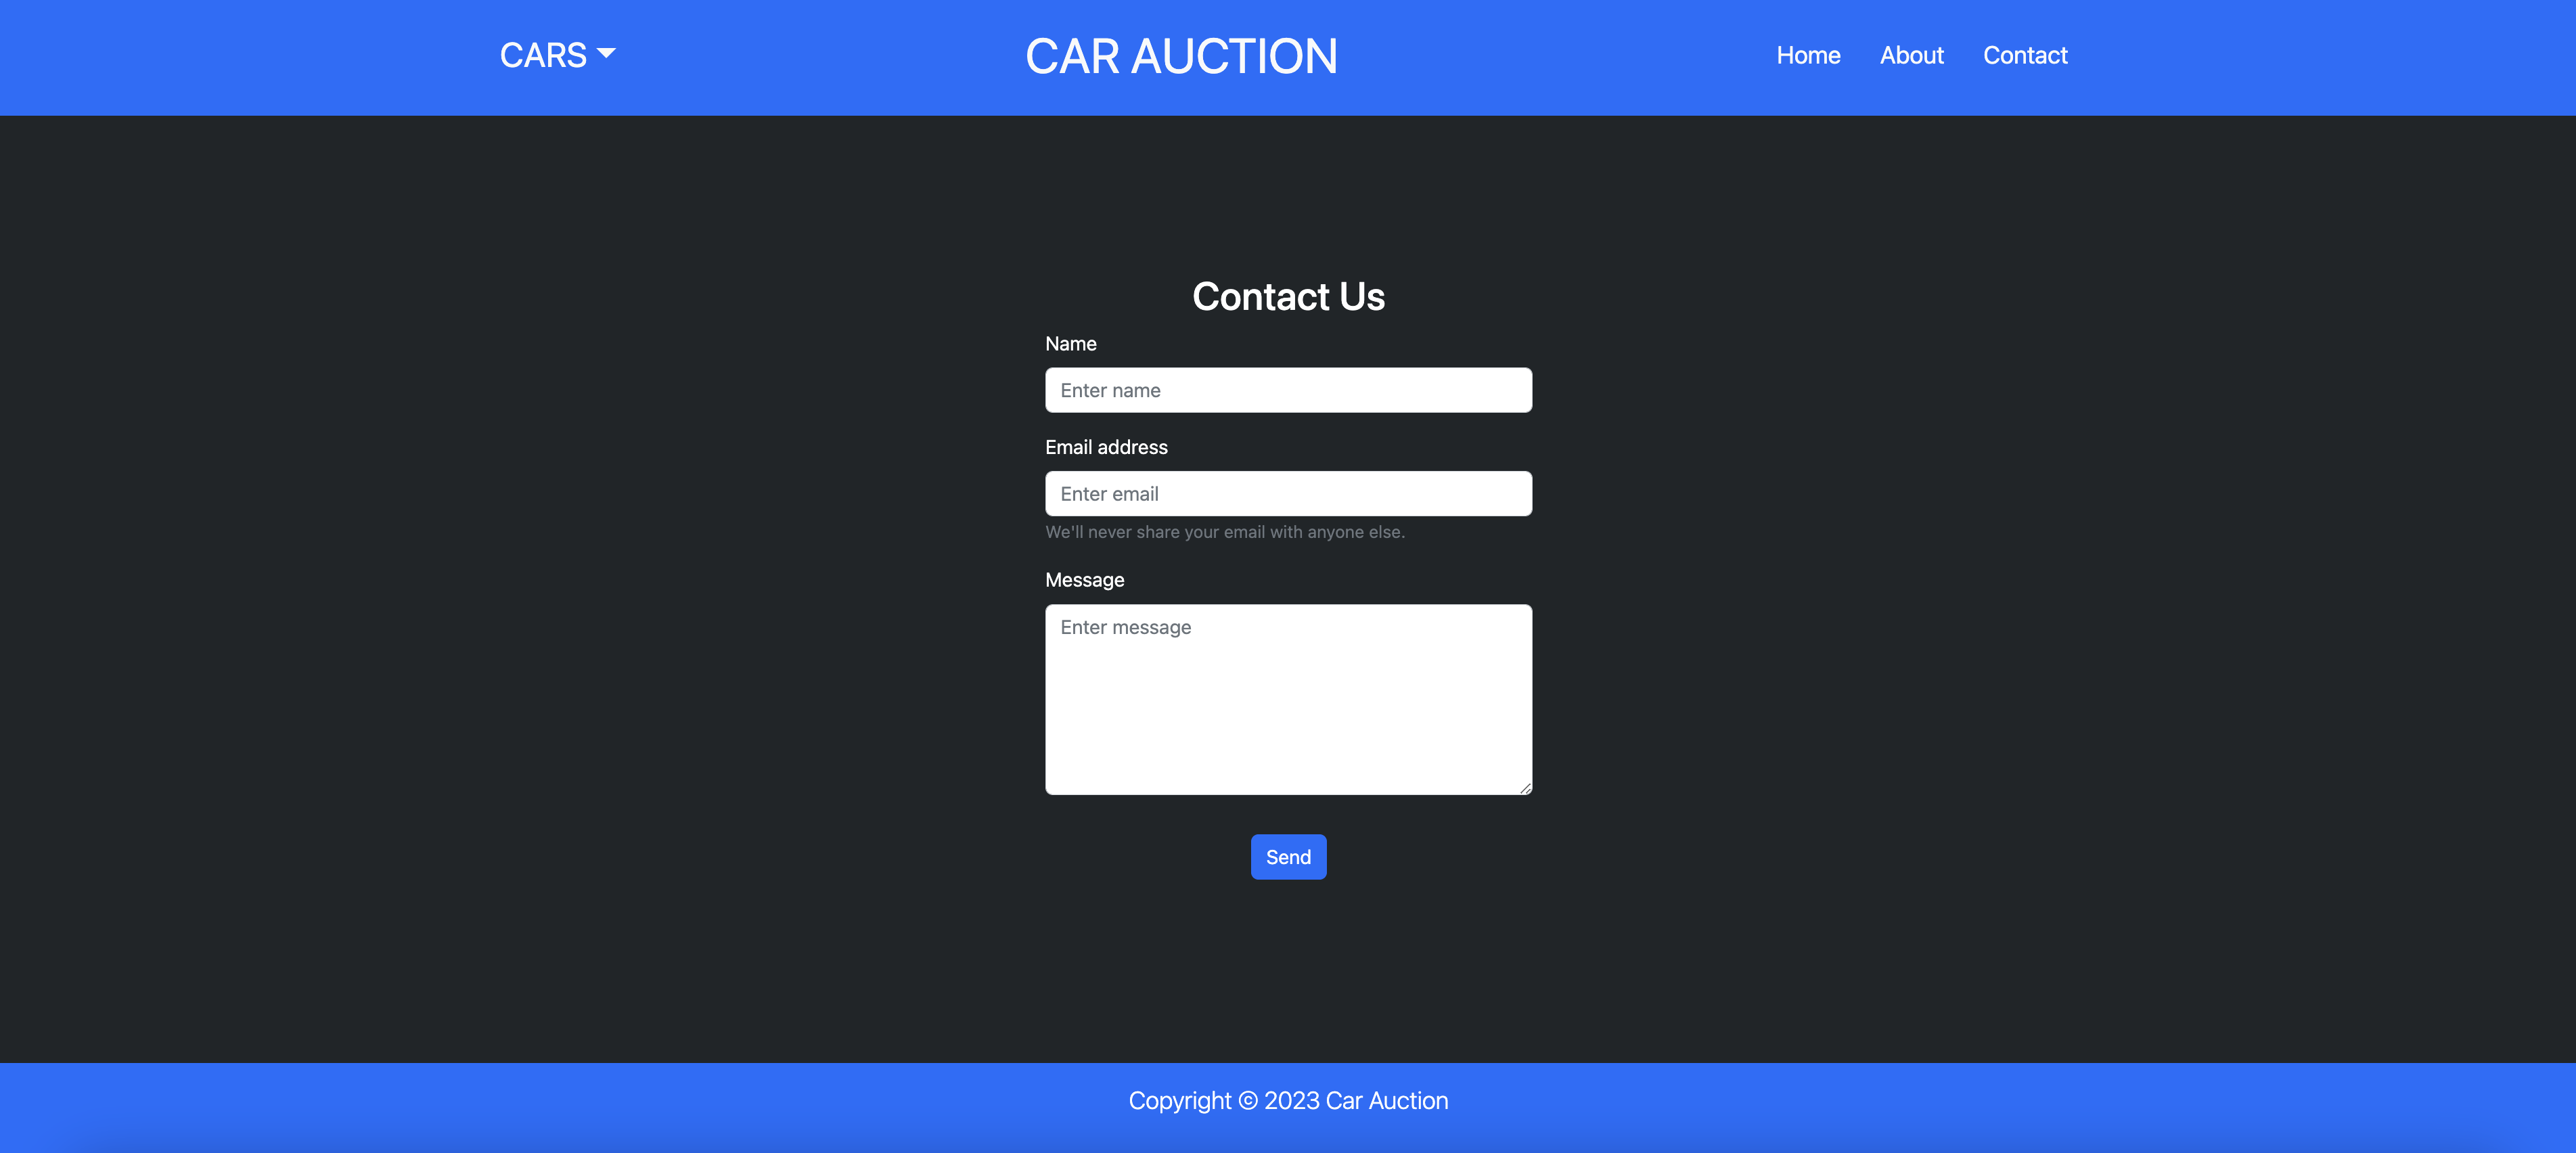 CARS
CAR AUCTION
Home About Contact
Contact Us
Name
Enter name
Email address
Enter email
We'll never share your email with anyone else.
Message
Enter message
Send
Copyright © 2023 Car Auction